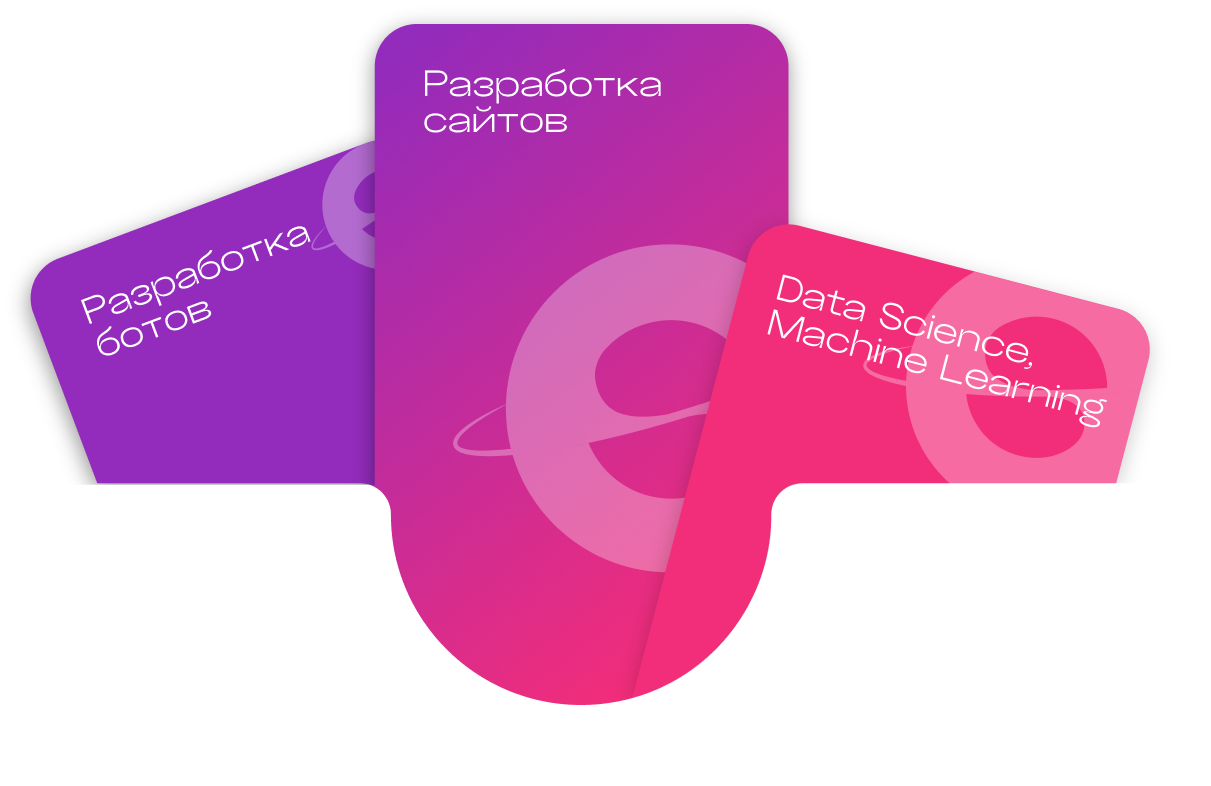 Разработка
ботов
Разработка
сайтов
Data Science,
Machine Learning